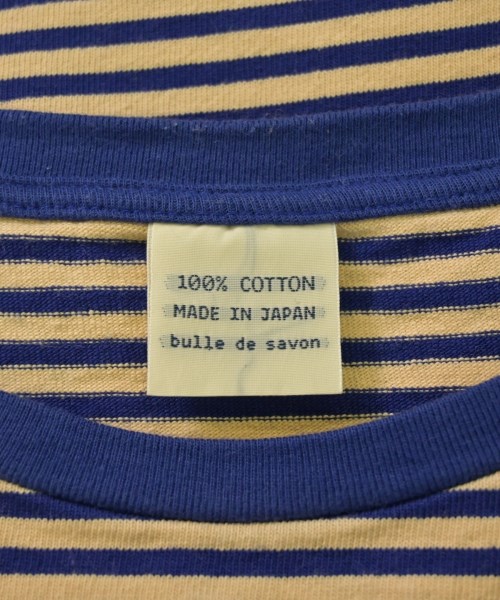 100% COTTON
MADE IN JAPAN
bulle de savon